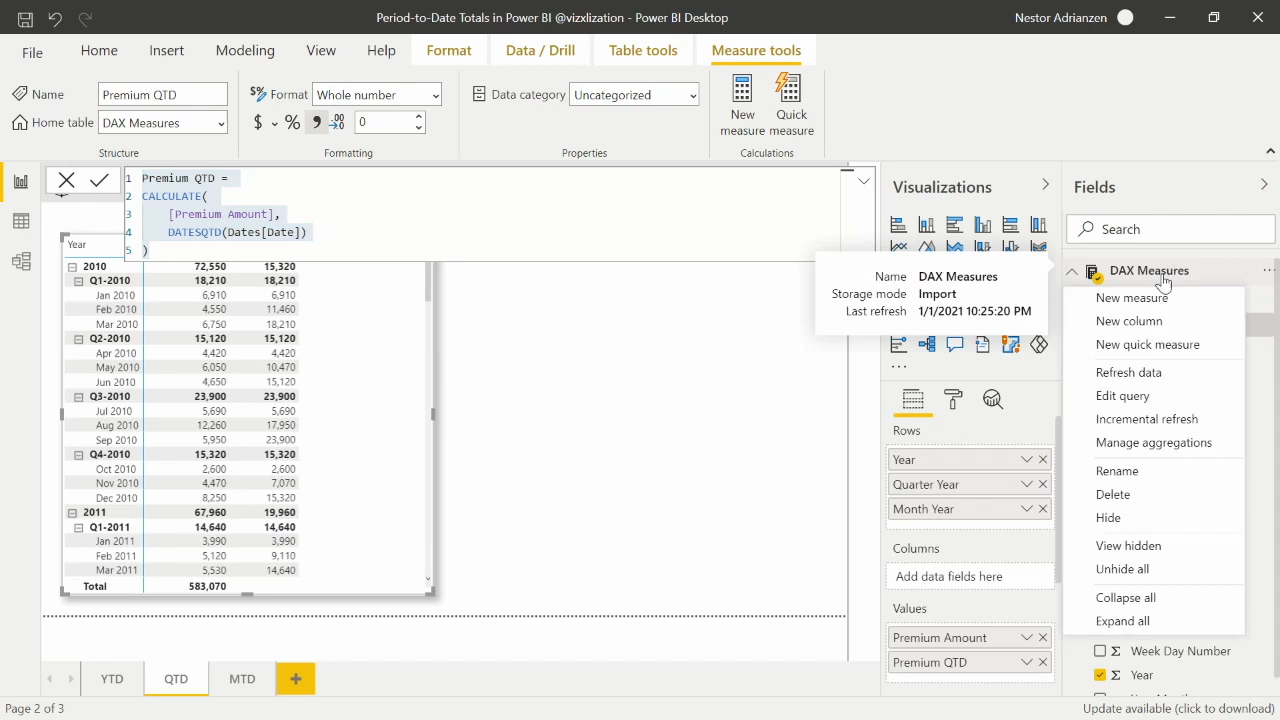 Period-to-Date Totals in Power BI @vizxlization - Power BI Desktop
Nestor Adrianzen
File
Home
Insert
Modeling
View
Help
Format
Data / Drill
Table tools
Measure tools
Name
Premium QTD
Home table
DAX Measures
Structure
Format
Whole number
$ % 9 .00
0
Formatting
Data category
Uncategorized
Properties
New measure
Quick measure
Calculations
1 Premium QTD =
2 CALCULATE(
3 [Premium Amount],
4 DATESQTD(Dates[Date])
5 )
Year
2010 72,550 15,320
Q1-2010 18,210 18,210
Jan 2010 6,910 6,910
Feb 2010 4,550 11,460
Mar 2010 6,750 18,210
Q2-2010 15,120 15,120
Apr 2010 4,420 4,420
May 2010 6,050 10,470
Jun 2010 4,650 15,120
Q3-2010 23,900 23,900
Jul 2010 5,690 5,690
Aug 2010 12,260 17,950
Sep 2010 5,950 23,900
Q4-2010 15,320 15,320
Oct 2010 2,600 2,600
Nov 2010 4,470 7,070
Dec 2010 8,250 15,320
2011 67,960 19,960
Q1-2011 14,640 14,640
Jan 2011 3,990 3,990
Feb 2011 5,120 9,110
Mar 2011 5,530 14,640
Total 583,070
Visualizations
Name DAX Measures
Storage mode Import
Last refresh 1/1/2021 10:25:20 PM
Rows
Year
Quarter Year
Month Year
Columns
Add data fields here
Values
Premium Amount
Premium QTD
Fields
Search
DAX Measures
New measure
New column
New quick measure
Refresh data
Edit query
Incremental refresh
Manage aggregations
Rename
Delete
Hide
View hidden
Unhide all
Collapse all
Expand all
Week Day Number
Year
YTD
QTD
MTD
Page 2 of 3
Update available (click to download)